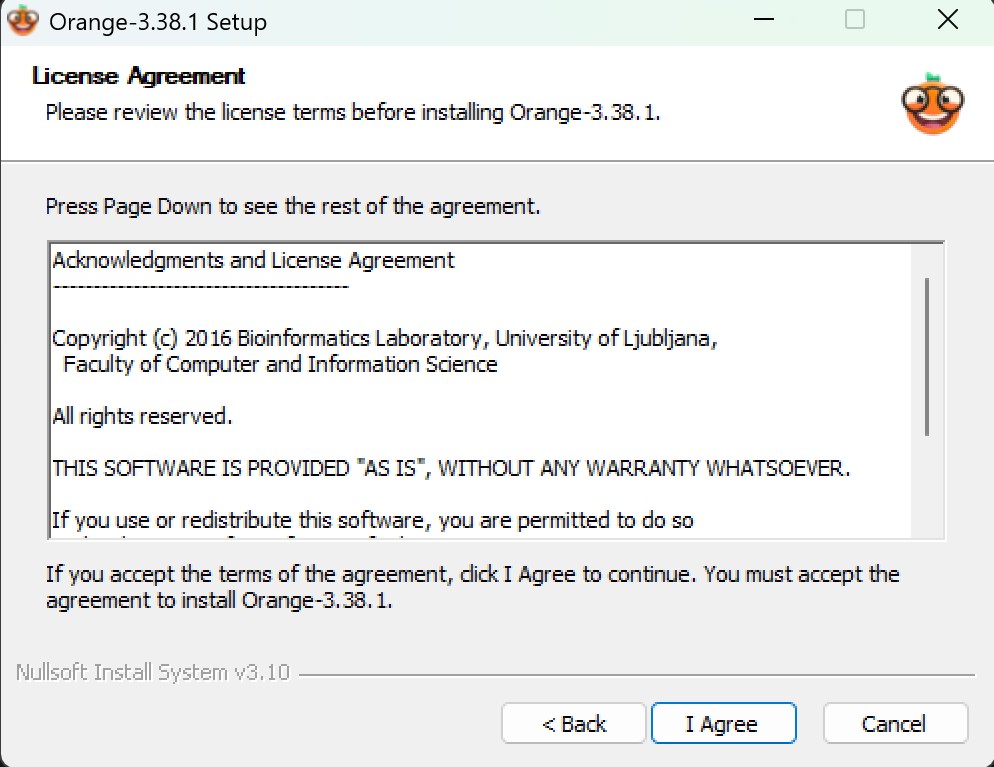 Orange-3.38.1 Setup
License Agreement
Please review the license terms before installing Orange-3.38.1.
Press Page Down to see the rest of the agreement.
Acknowledgments and License Agreement
------------------------------------
Copyright (c) 2016 Bioinformatics Laboratory, University of Ljubljana,
Faculty of Computer and Information Science
All rights reserved.
THIS SOFTWARE IS PROVIDED "AS IS", WITHOUT ANY WARRANTY WHATSOEVER.
If you use or redistribute this software, you are permitted to do so
If you accept the terms of the agreement, click I Agree to continue. You must accept the
agreement to install Orange-3.38.1.
Nullsoft Install System v3.10
< Back
I Agree
Cancel